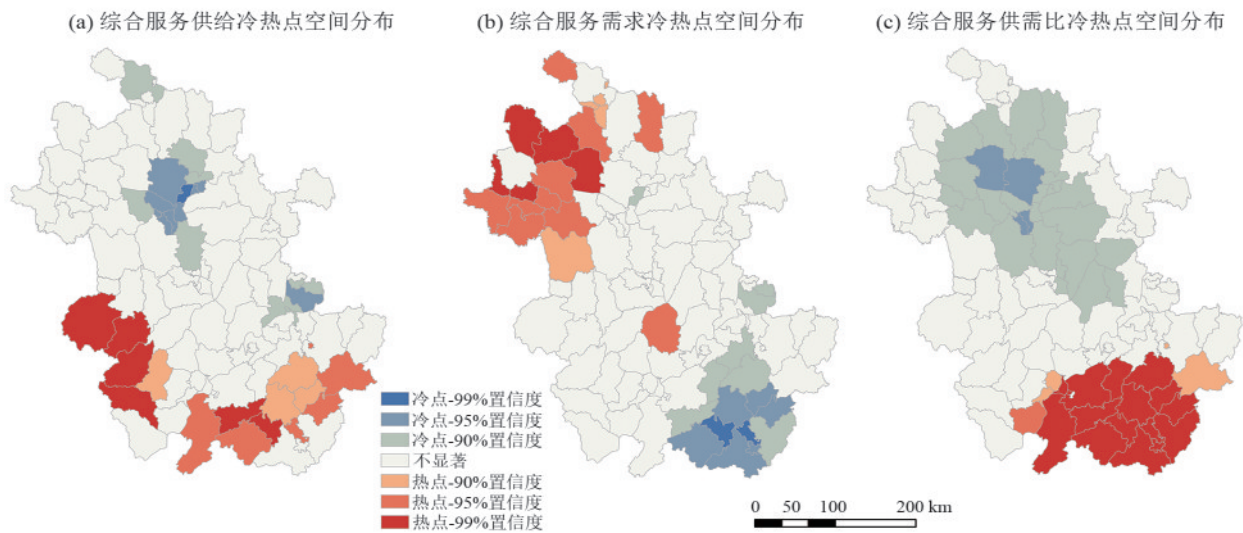 (a) 综合服务供给冷热点空间分布
(b) 综合服务需求冷热点空间分布
(c) 综合服务供需比冷热点空间分布
冷点-99%置信度
冷点-95%置信度
冷点-90%置信度
不显著
热点-90%置信度
热点-95%置信度
热点-99%置信度
0 50 100 200 km